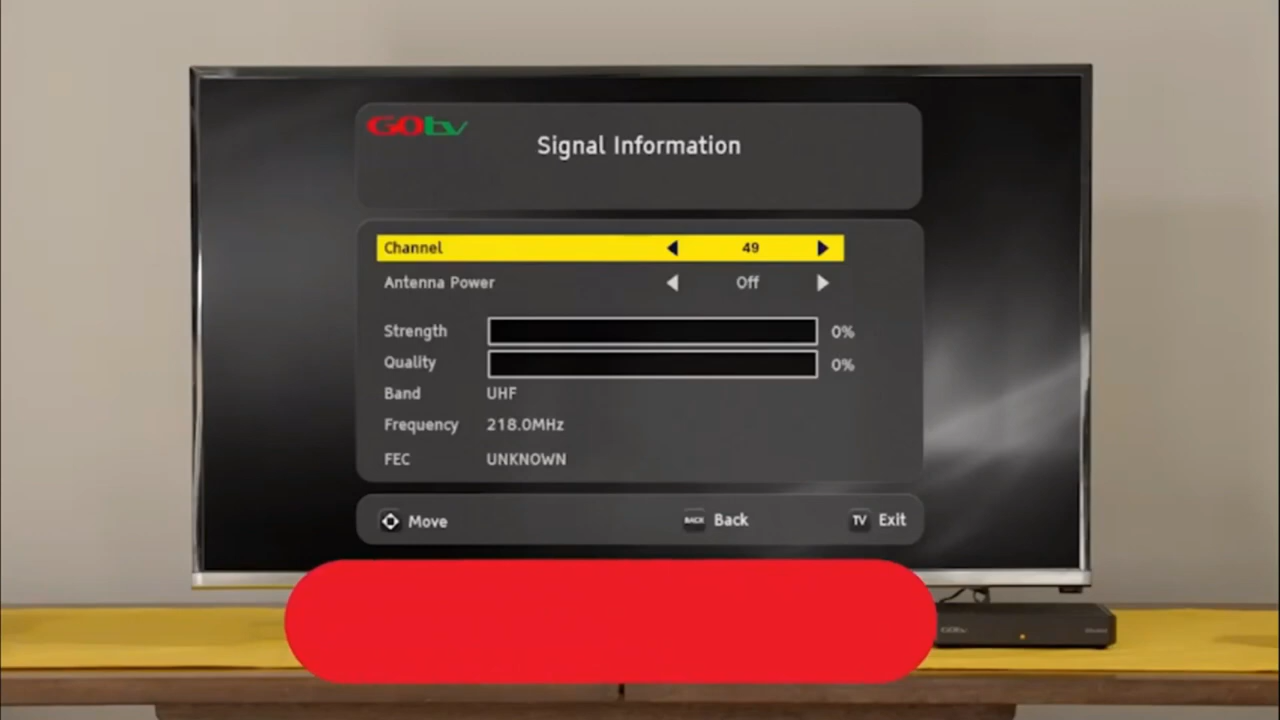 GOtv
Signal Information
Channel 49
Antenna Power Off
Strength 0%
Quality 0%
Band UHF
Frequency 218.0MHz
FEC UNKNOWN
Move BACK Back TV Exit
GOtv